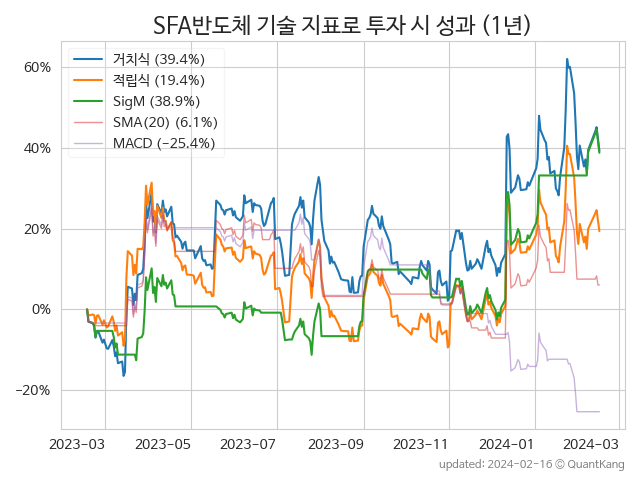 SFA반도체 기술 지표로 투자 시 성과 (1년)
거치식 (39.4%)
적립식 (19.4%)
SigM (38.9%)
SMA(20) (6.1%)
MACD (−25.4%)
60%
40%
20%
0%
−20%
2023-03 2023-05 2023-07 2023-09 2023-11 2024-01 2024-03
updated: 2024-02-16 © QuantKang